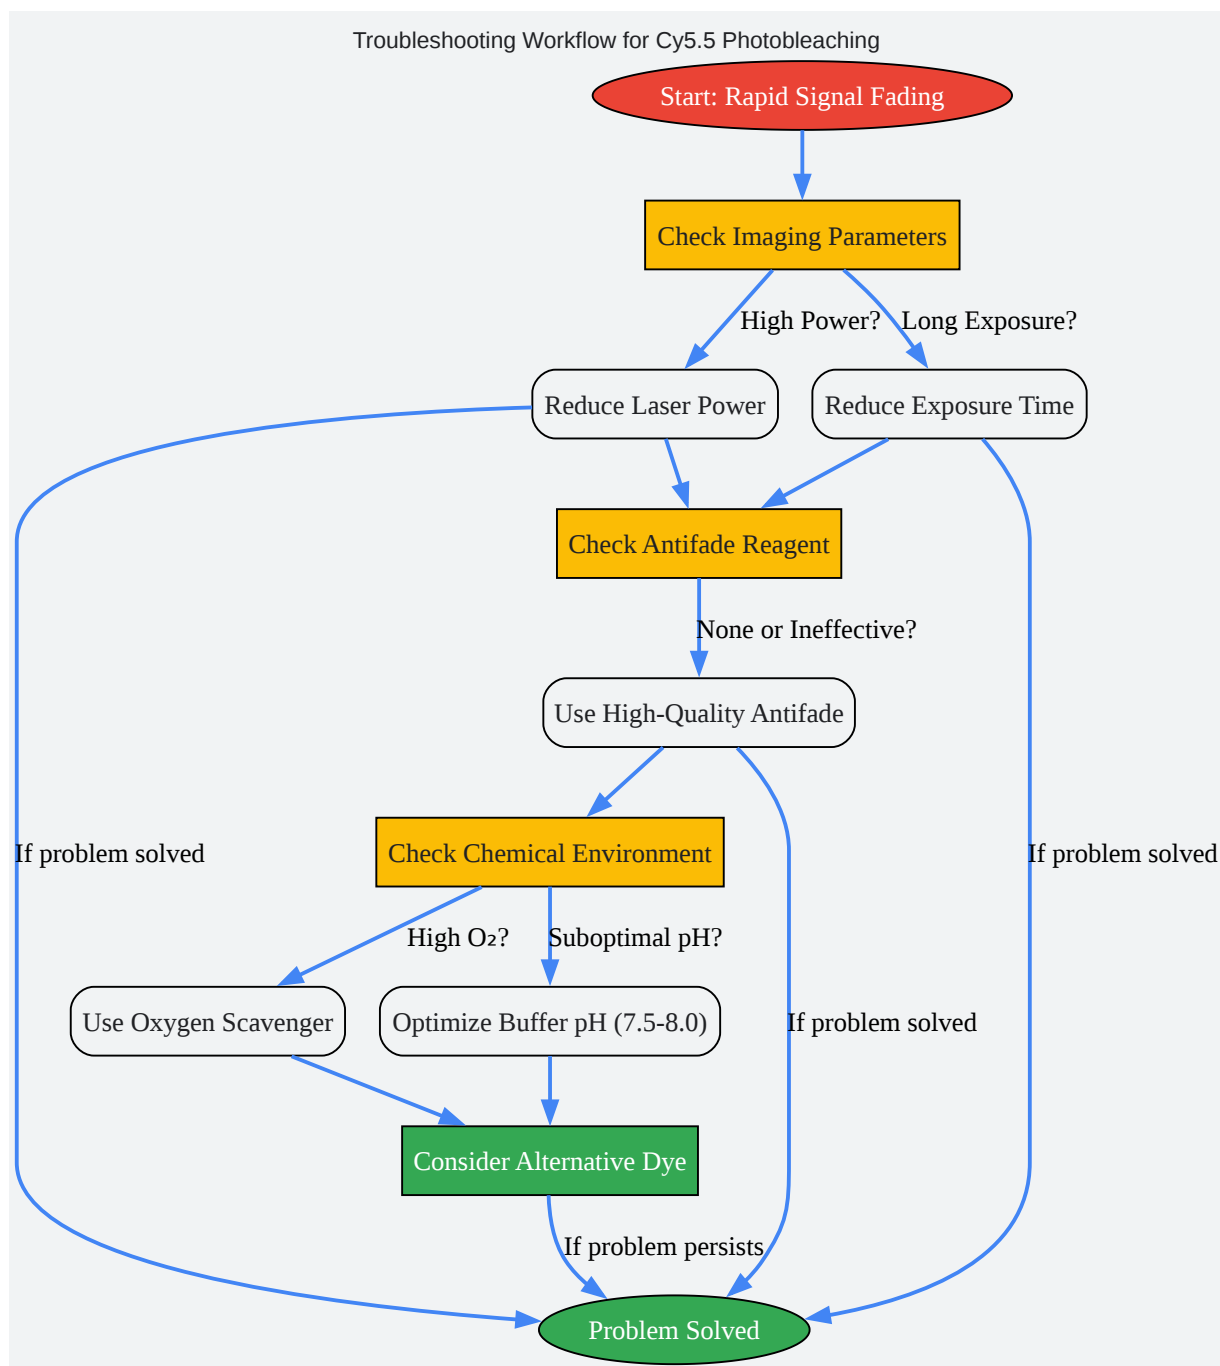 Troubleshooting Workflow for Cy5.5 Photobleaching
Start: Rapid Signal Fading
Check Imaging Parameters
High Power?
Long Exposure?
Reduce Laser Power
Reduce Exposure Time
Check Antifade Reagent
None or Ineffective?
Use High-Quality Antifade
If problem solved
Check Chemical Environment
If problem solved
High O₂?
Suboptimal pH?
Use Oxygen Scavenger
Optimize Buffer pH (7.5-8.0)
If problem solved
Consider Alternative Dye
If problem persists
Problem Solved